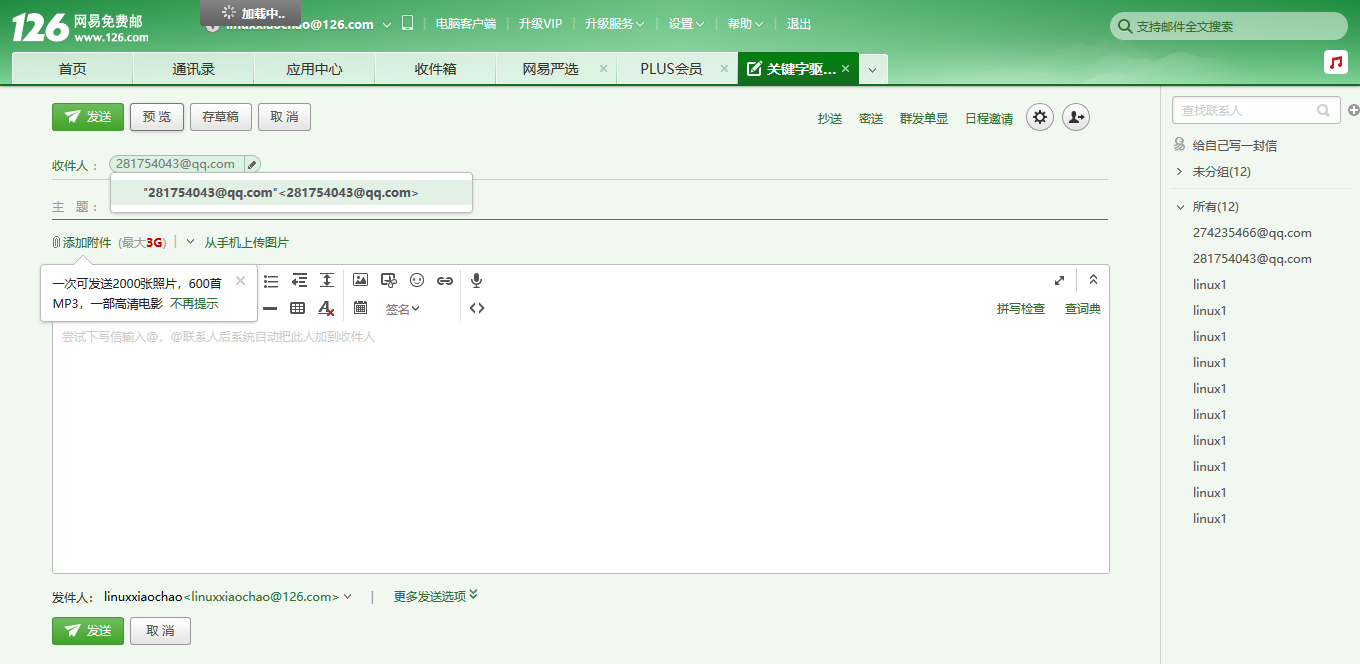 126 网易免费邮
www.126.com
加载中..
linuxxiaochao@126.com
电脑客户端 升级VIP 升级服务 设置 帮助 退出
支持邮件全文搜索
首页 通讯录 应用中心 收件箱 网易严选 PLUS会员 关键字驱...
发送 预 览 存草稿 取 消
抄送 密送 群发单显 日程邀请
收件人： 281754043@qq.com
"281754043@qq.com"<281754043@qq.com>
主 题：
添加附件 (最大3G) 从手机上传图片
一次可发送2000张照片，600首
MP3，一部高清电影 不再提示
签名
拼写检查 查词典
尝试下写信输入@，@联系人后系统自动把此人加到收件人
发件人： linuxxiaochao<linuxxiaochao@126.com> | 更多发送选项
发送 取 消
查找联系人
给自己写一封信
未分组(12)
所有(12)
274235466@qq.com
281754043@qq.com
linux1
linux1
linux1
linux1
linux1
linux1
linux1
linux1
linux1
linux1